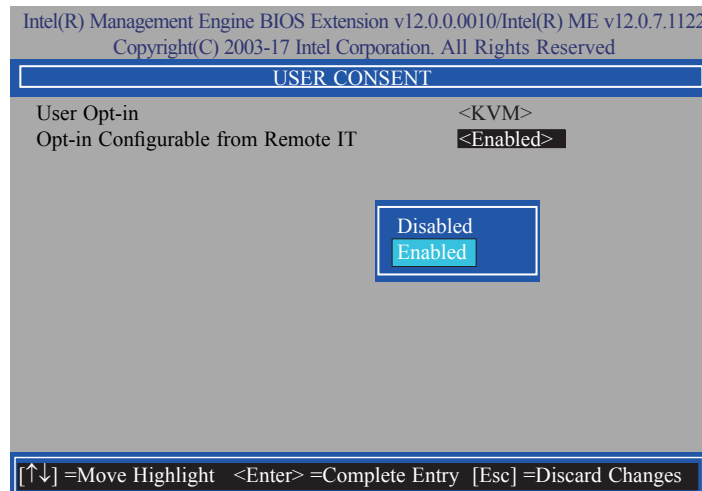 Intel(R) Management Engine BIOS Extension v12.0.0.0010/Intel(R) ME v12.0.7.1122
Copyright(C) 2003-17 Intel Corporation. All Rights Reserved
USER CONSENT
User Opt-in <KVM>
Opt-in Configurable from Remote IT <Enabled>
Disabled
Enabled
[↑↓] =Move Highlight <Enter> =Complete Entry [Esc] =Discard Changes